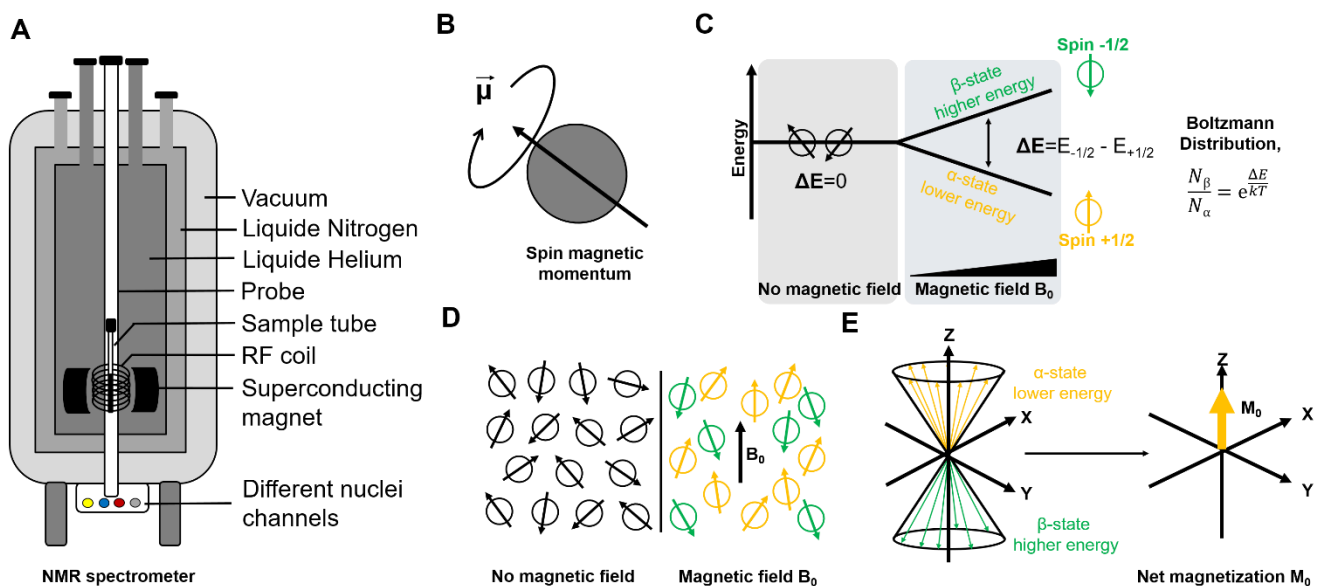 A
Vacuum
Liquide Nitrogen
Liquide Helium
Probe
Sample tube
RF coil
Superconducting
magnet
Different nuclei
channels
NMR spectrometer
B
μ⃗
Spin magnetic
momentum
C
Energy
ΔE=0
No magnetic field
β-state
higher energy
α-state
lower energy
Magnetic field B₀
Spin -1/2
ΔE=E₋₁/₂ - E₊₁/₂
Spin +1/2
Boltzmann
Distribution,
Nβ/Nα = e^(ΔE/kT)
D
B₀
No magnetic field
Magnetic field B₀
E
Z
α-state
lower energy
X
Y
β-state
higher energy
Z
M₀
X
Y
Net magnetization M₀